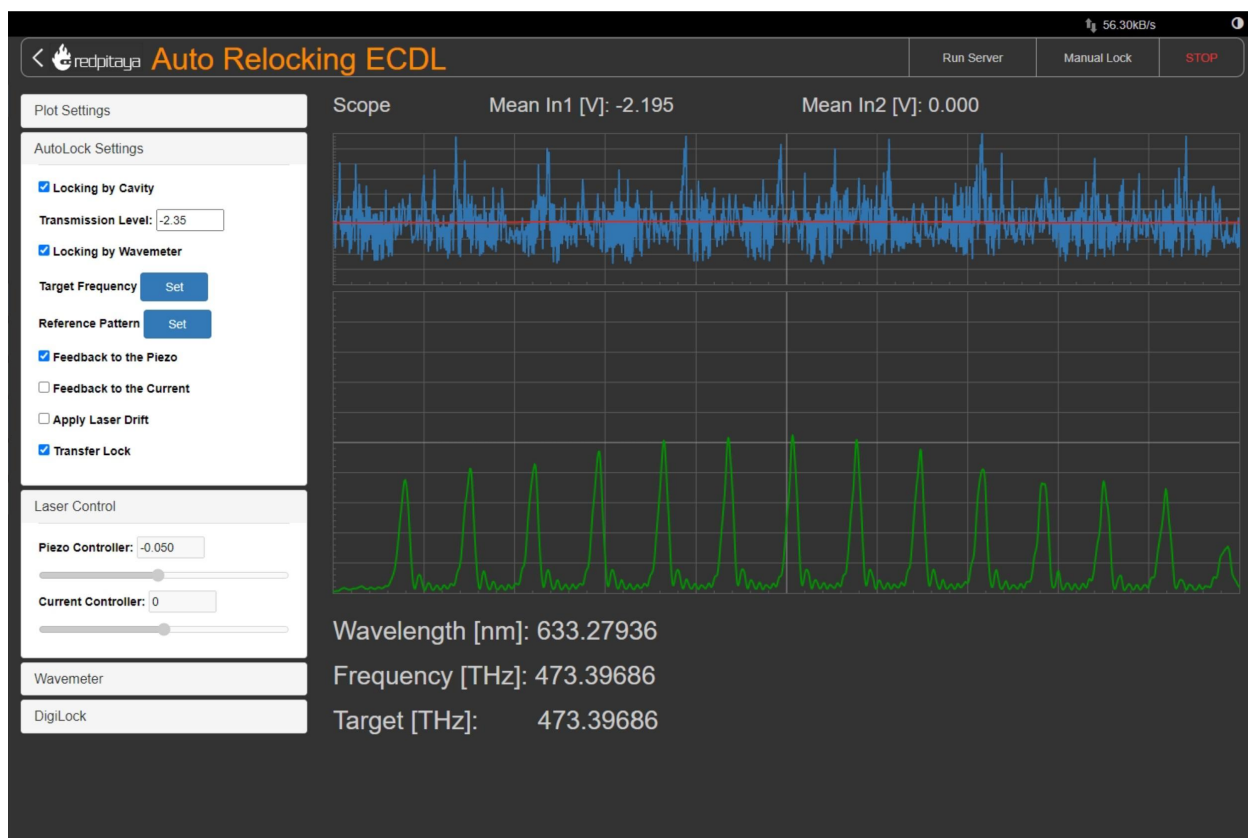 56.30kB/s
redpitaya Auto Relocking ECDL
Run Server
Manual Lock
STOP
Plot Settings
AutoLock Settings
Locking by Cavity
Transmission Level: -2.35
Locking by Wavemeter
Target Frequency Set
Reference Pattern Set
Feedback to the Piezo
Feedback to the Current
Apply Laser Drift
Transfer Lock
Laser Control
Piezo Controller: -0.050
Current Controller: 0
Wavemeter
DigiLock
Scope Mean In1 [V]: -2.195 Mean In2 [V]: 0.000
Wavelength [nm]: 633.27936
Frequency [THz]: 473.39686
Target [THz]: 473.39686